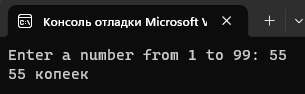 Консоль отладки Microsoft V
Enter a number from 1 to 99: 55
55 копеек